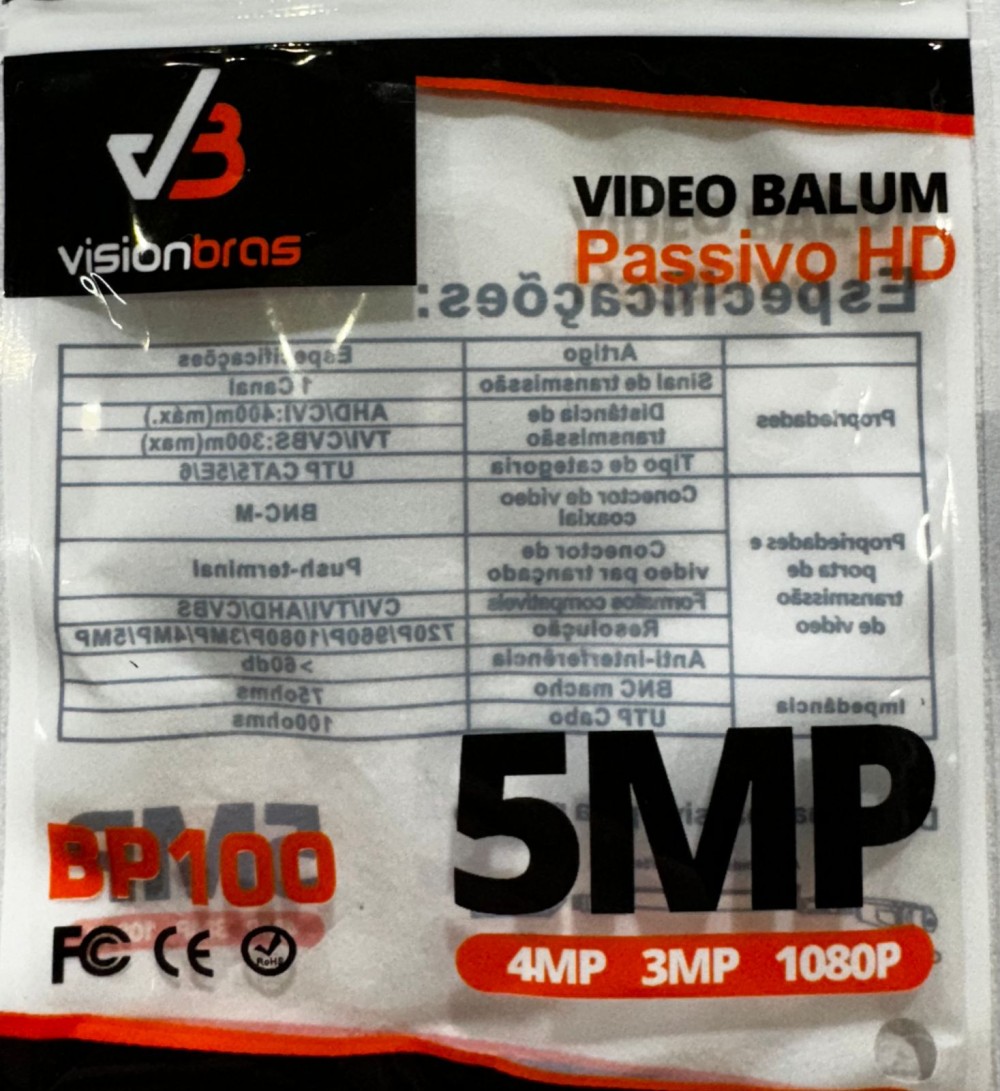 visionbras
VIDEO BALUM
Passivo HD
Especificações:
Artigo Especificações
Propriedades
Sinal de transmissão 1 Canal
Distância de transmissão
AHD/CVI:400m(máx.)
TVI/CVBS:300m(max)
Tipo de categoria UTP CAT5/5E/6
Propriedades e
porta de
transmissão
de vídeo
Conector de vídeo
coaxial
BNC-M
Conector de
vídeo par trançado
Push-terminal
Formatos compatíveis CVI/TVI/AHD/CVBS
Resolução 720P/960P/1080P/3MP/4MP/5MP
Anti-interferência >60db
Impedância
BNC macho 75ohms
UTP Cabo 100ohms
5MP
BP100
FC CE RoHS
4MP 3MP 1080P